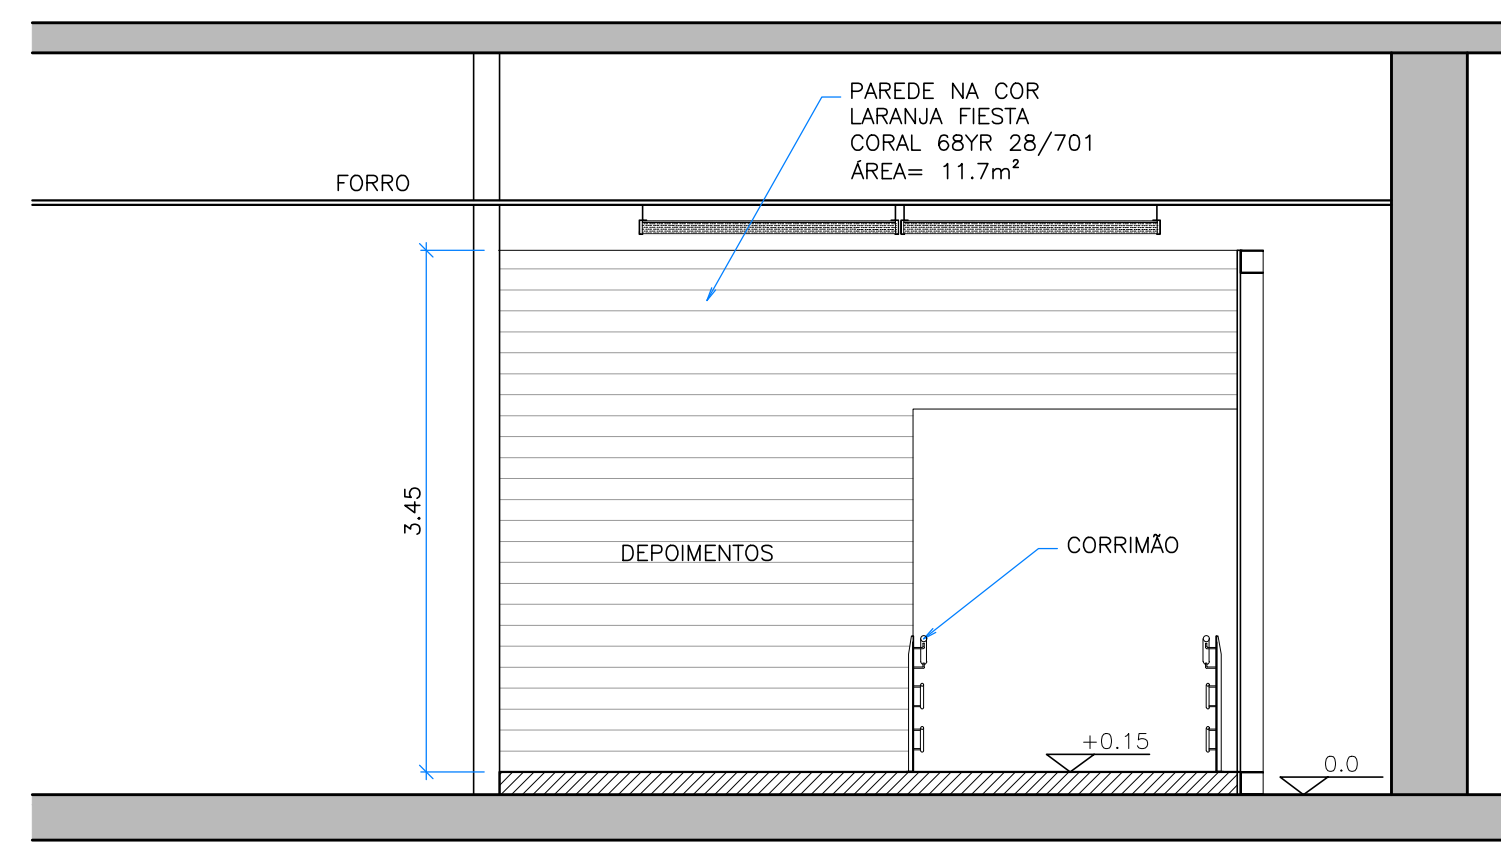 PAREDE NA COR
LARANJA FIESTA
CORAL 68YR 28/701
ÁREA= 11.7m²
FORRO
3.45
DEPOIMENTOS
CORRIMÃO
+0.15
0.0